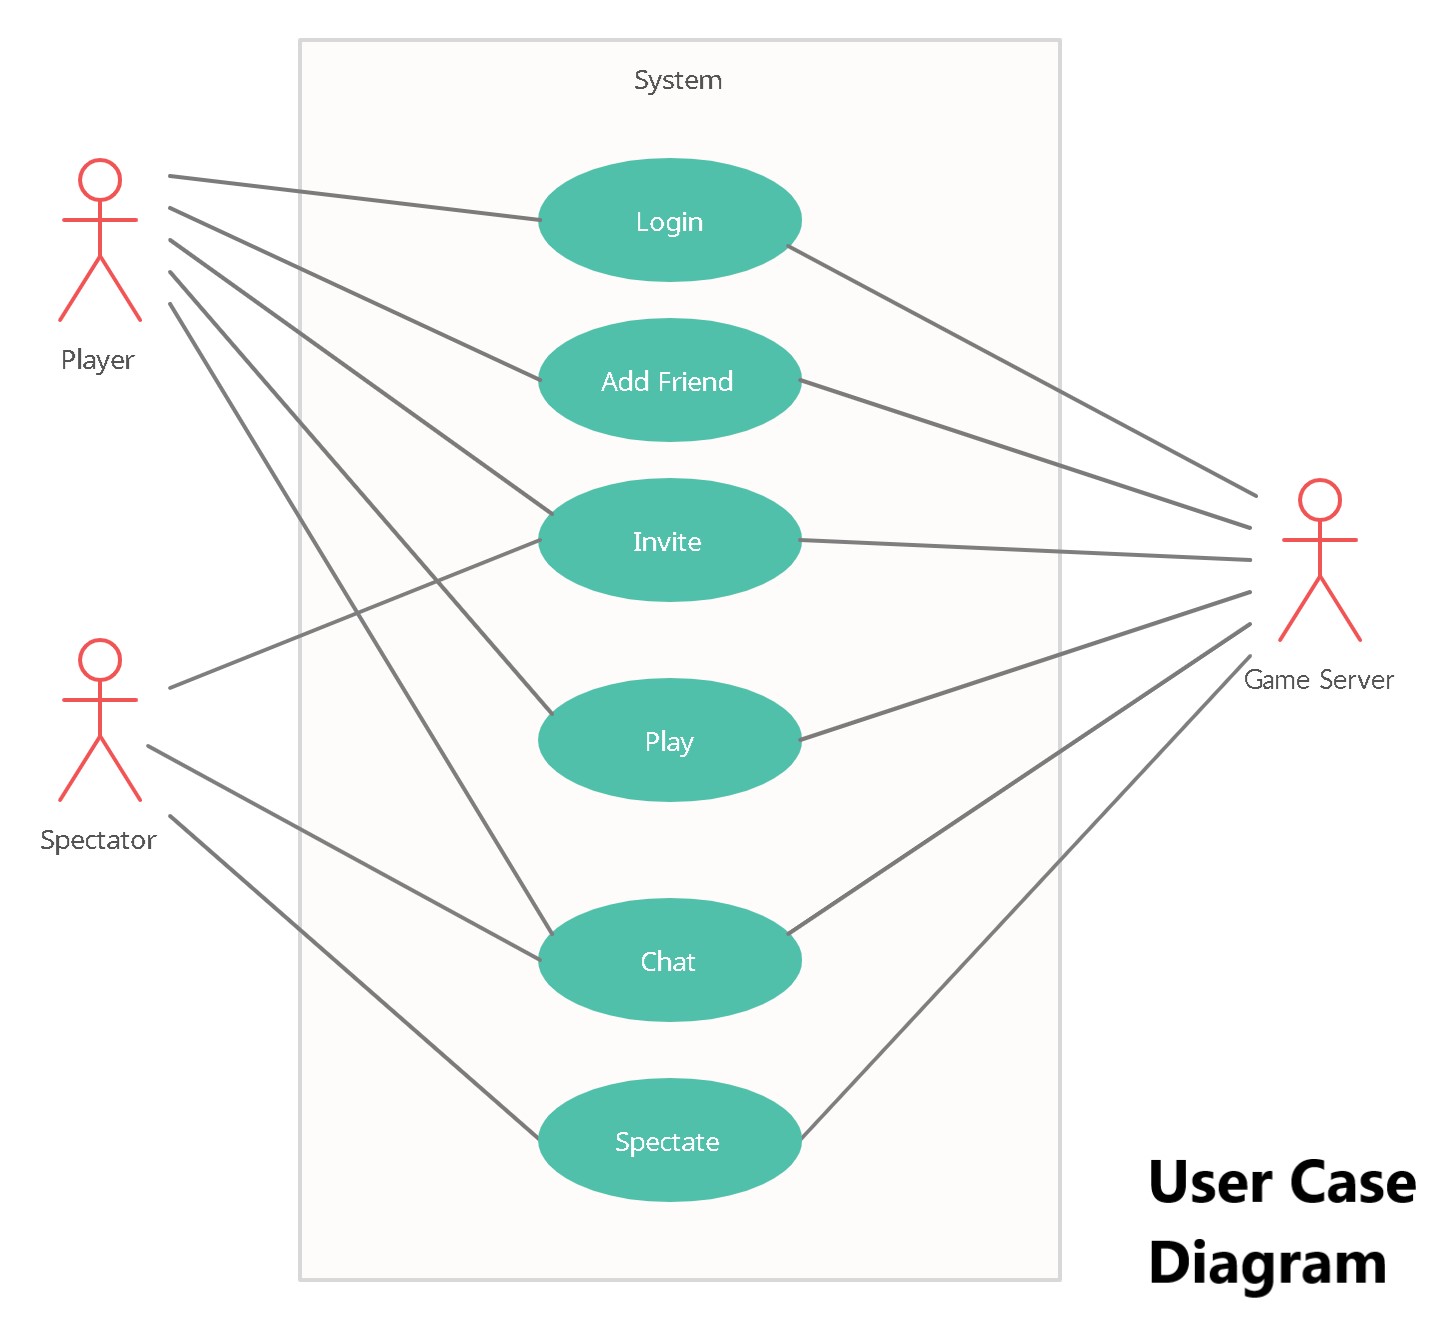 System
Login
Player
Add Friend
Invite
Game Server
Play
Spectator
Chat
Spectate
User Case
Diagram